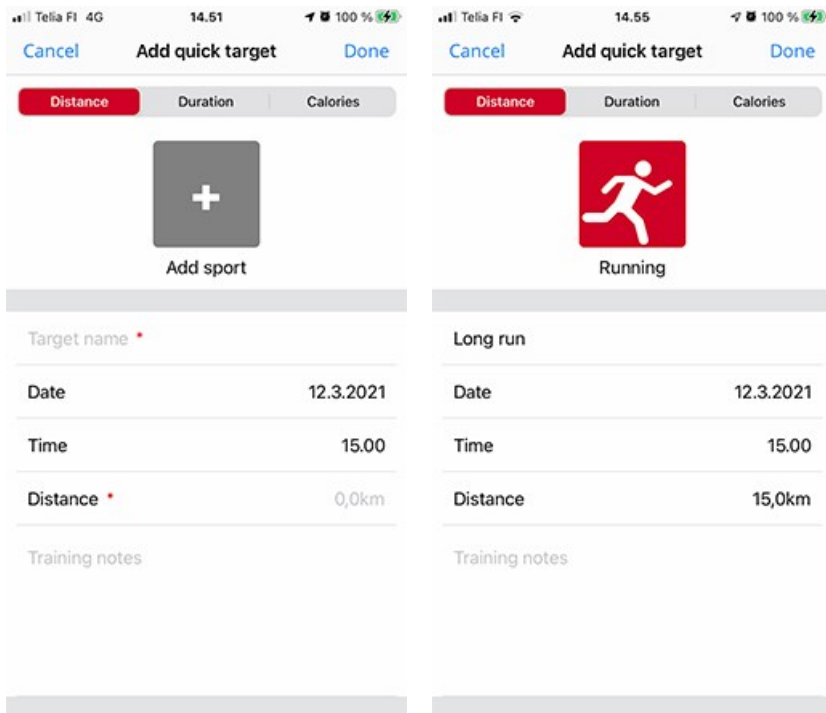 Telia FI 4G 14.51 100 %
Cancel Add quick target Done
Distance Duration Calories
+
Add sport
Target name *
Date 12.3.2021
Time 15.00
Distance * 0,0km
Training notes
Telia FI 14.55 100 %
Cancel Add quick target Done
Distance Duration Calories
Running
Long run
Date 12.3.2021
Time 15.00
Distance 15,0km
Training notes